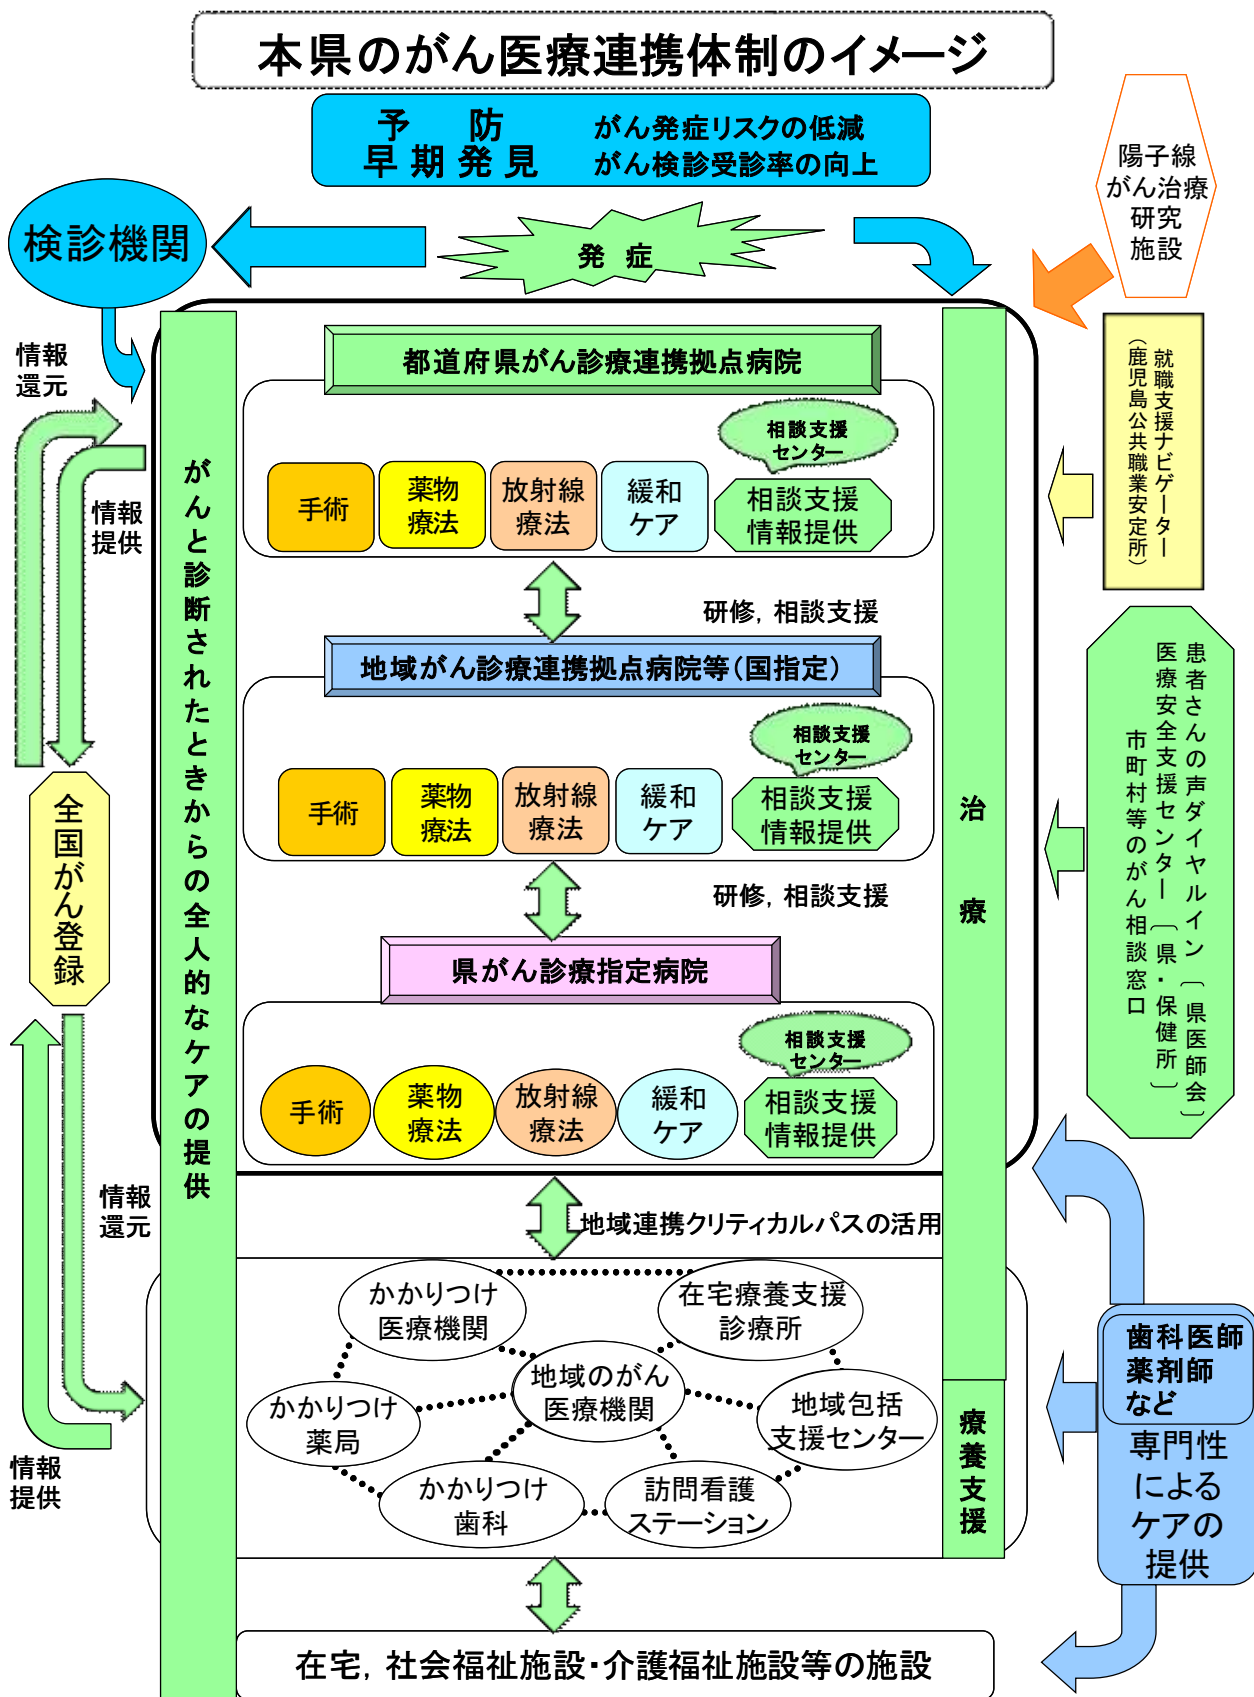 本県のがん医療連携体制のイメージ
予　防　がん発症リスクの低減
早期発見　がん検診受診率の向上
陽子線
がん治療
研究
施設
検診機関
発 症
情報
還元
情報
提供
がんと診断されたときからの全人的なケアの提供
都道府県がん診療連携拠点病院
相談支援
センター
手術
薬物
療法
放射線
療法
緩和
ケア
相談支援
情報提供
就職支援ナビゲーター
（鹿児島公共職業安定所）
研修，相談支援
地域がん診療連携拠点病院等（国指定）
相談支援
センター
手術
薬物
療法
放射線
療法
緩和
ケア
相談支援
情報提供
治療
患者さんの声ダイヤルイン〔県医師会〕
医療安全支援センター〔県・保健所〕
市町村等のがん相談窓口
全国がん登録
研修，相談支援
県がん診療指定病院
相談支援
センター
手術
薬物
療法
放射線
療法
緩和
ケア
相談支援
情報提供
情報
還元
地域連携クリティカルパスの活用
かかりつけ
医療機関
在宅療養支援
診療所
地域のがん
医療機関
かかりつけ
薬局
地域包括
支援センター
かかりつけ
歯科
訪問看護
ステーション
療養支援
歯科医師
薬剤師
など
専門性
による
ケアの
提供
情報
提供
在宅，社会福祉施設・介護福祉施設等の施設